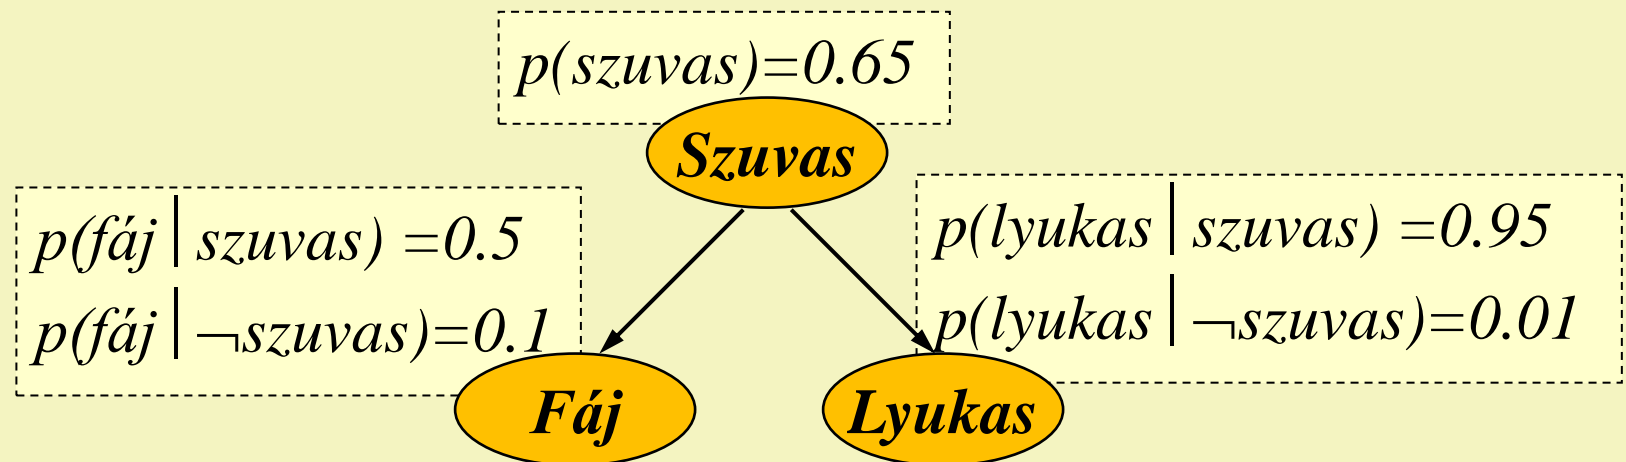 p(szuvas)=0.65
Szuvas
p(fáj | szuvas) =0.5
p(fáj | ¬szuvas)=0.1
p(lyukas | szuvas) =0.95
p(lyukas | ¬szuvas)=0.01
Fáj
Lyukas